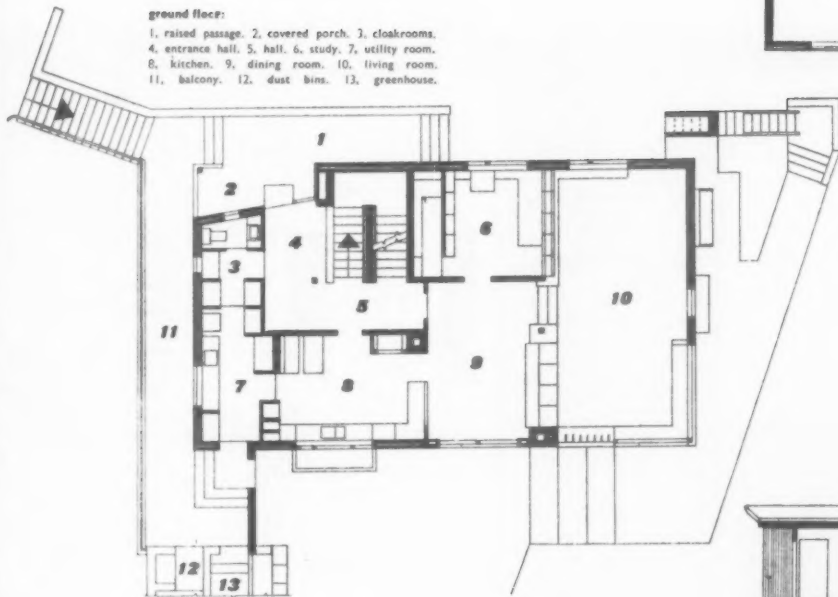 ground floor:
1, raised passage. 2, covered porch. 3, cloakrooms.
4, entrance hall. 5, hall. 6, study. 7, utility room.
8, kitchen. 9, dining room. 10, living room.
11, balcony. 12, dust bins. 13, greenhouse.
1
2
4
6
3
5
10
11
7
8
9
12
13